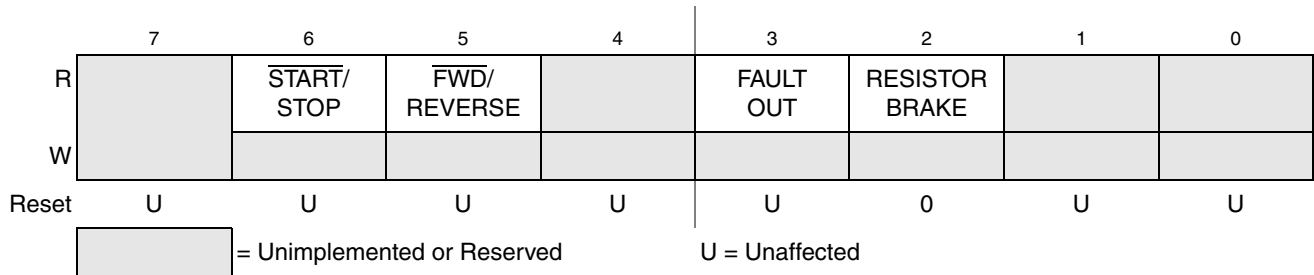 7 6 5 4 3 2 1 0
R START/ STOP FWD/ REVERSE FAULT OUT RESISTOR BRAKE
W
Reset U U U U U 0 U U
= Unimplemented or Reserved U = Unaffected